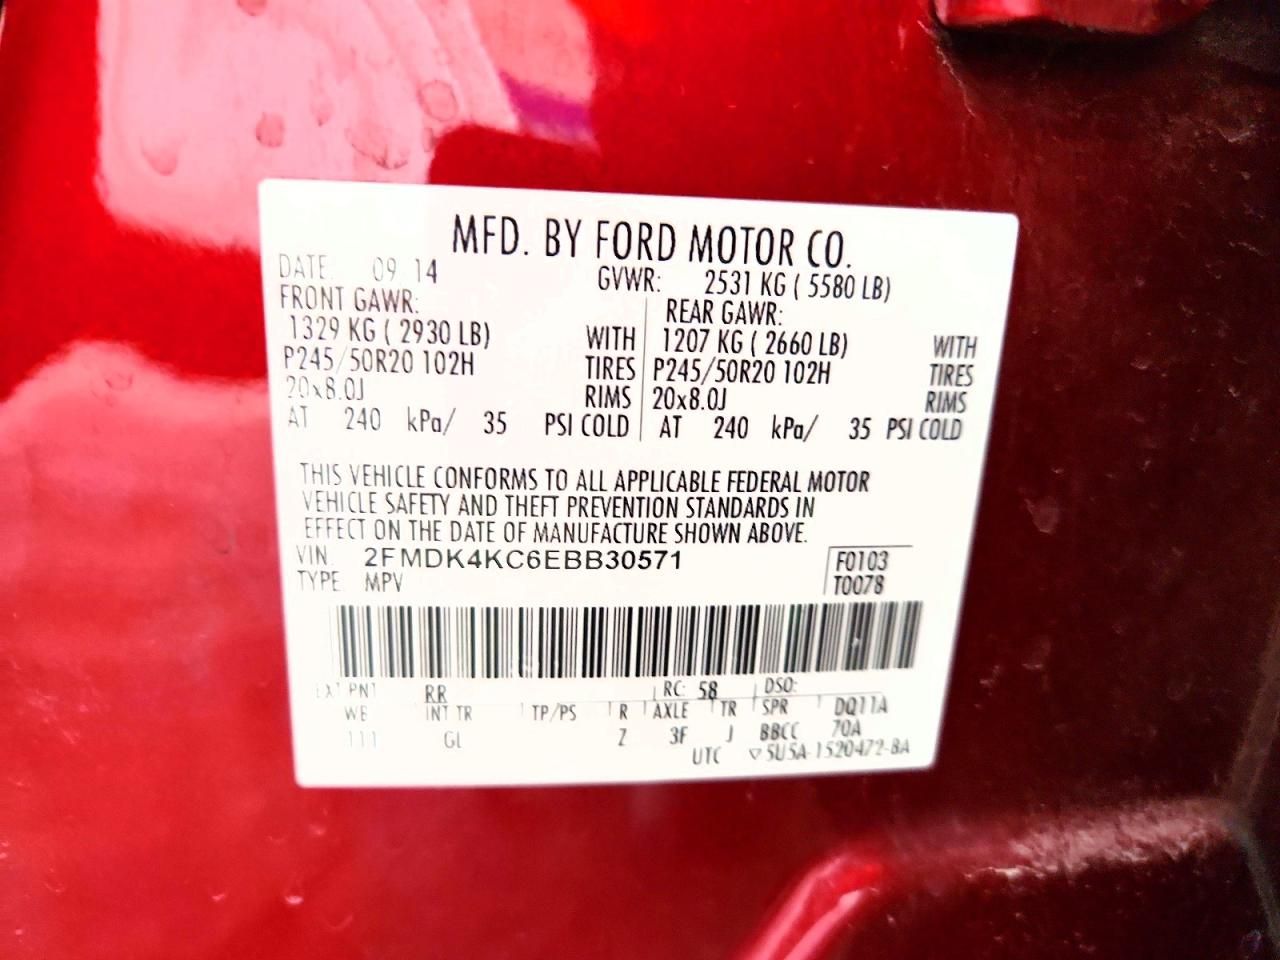 MFD. BY FORD MOTOR CO.
DATE: 09 14 GVWR: 2531 KG ( 5580 LB)
FRONT GAWR: REAR GAWR:
1329 KG ( 2930 LB) WITH 1207 KG ( 2660 LB) WITH
P245/50R20 102H TIRES P245/50R20 102H TIRES
20x8.0J RIMS 20x8.0J RIMS
AT 240 kPa/ 35 PSI COLD AT 240 kPa/ 35 PSI COLD
THIS VEHICLE CONFORMS TO ALL APPLICABLE FEDERAL MOTOR
VEHICLE SAFETY AND THEFT PREVENTION STANDARDS IN
EFFECT ON THE DATE OF MANUFACTURE SHOWN ABOVE.
VIN: 2FMDK4KC6EBB30571 F0103
TYPE: MPV T0078
EXT PNT RR RC: 58 DSO:
WB INT TR TP/PS R AXLE TR SPR DQ11A
111 GL Z 3F J BBCC 70A
UTC ▽5U5A-1520472-BA